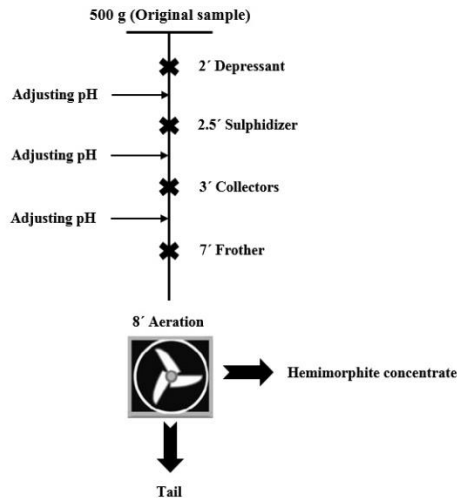 500 g (Original sample)
2´ Depressant
Adjusting pH
2.5´ Sulphidizer
Adjusting pH
3´ Collectors
Adjusting pH
7´ Frother
8´ Aeration
Hemimorphite concentrate
Tail